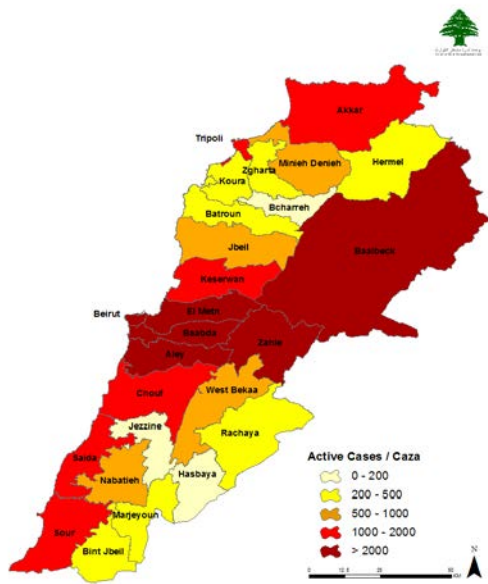 Akkar
Tripoli
Minieh Denieh
Hermel
Zgharta
Koura
Bcharreh
Batroun
Baalbeck
Jbeil
Keserwan
El Metn
Beirut
Baabda
Zahle
Aley
Chouf
West Bekaa
Jezzine
Rachaya
Saida
Hasbaya
Nabatieh
Marjeyoun
Sour
Bint Jbeil
Active Cases / Caza
0 - 200
200 - 500
500 - 1000
1000 - 2000
> 2000
N